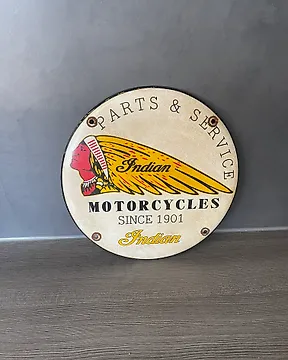 PARTS & SERVICE
Indian
MOTORCYCLES
SINCE 1901
Indian